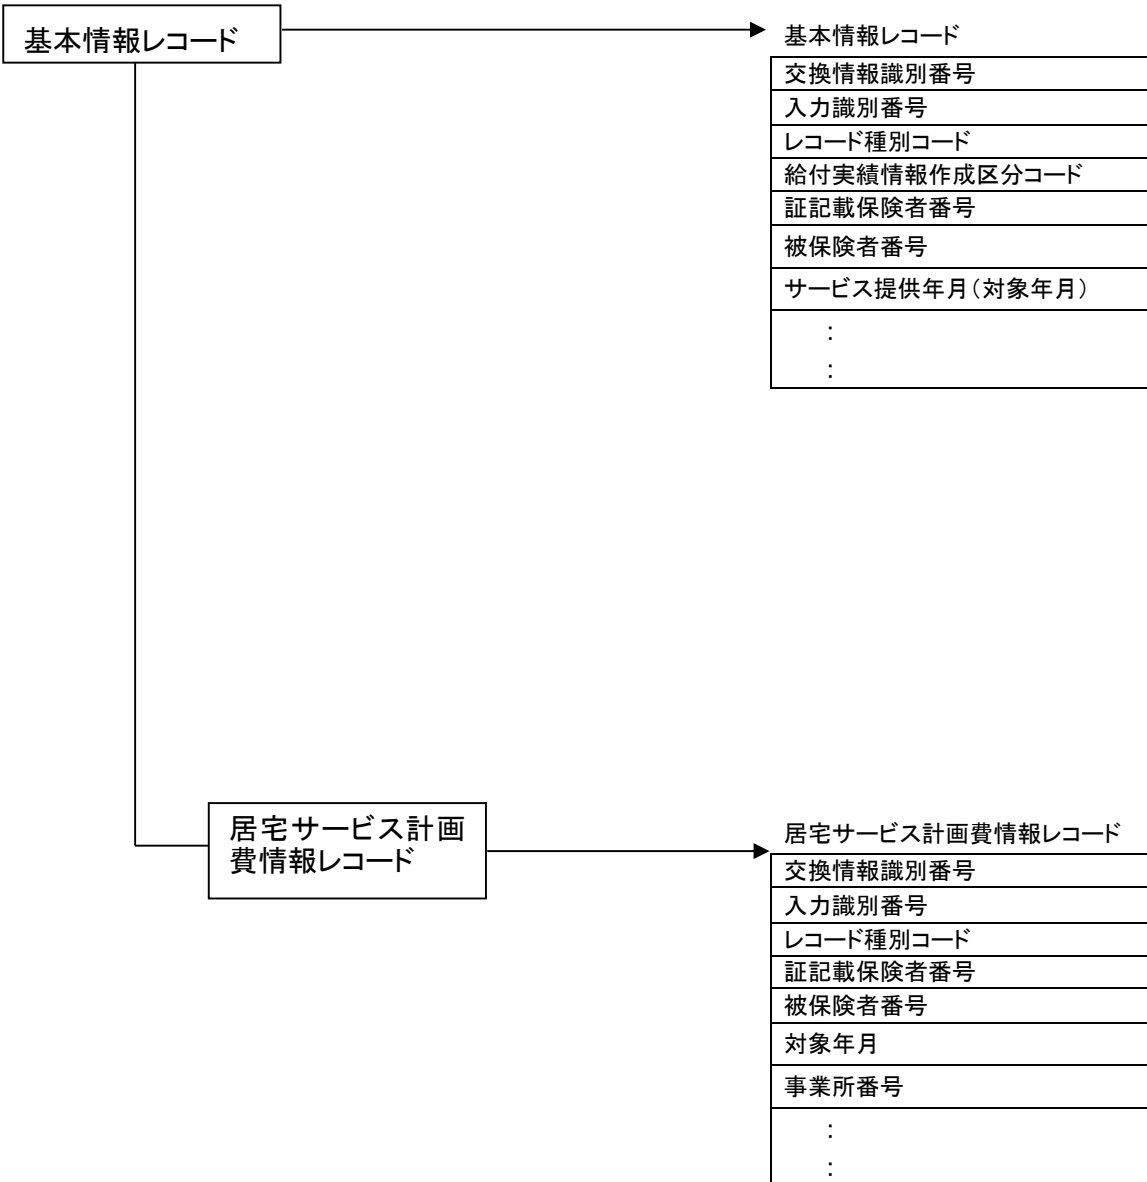 基本情報レコード
基本情報レコード
交換情報識別番号
入力識別番号
レコード種別コード
給付実績情報作成区分コード
証記載保険者番号
被保険者番号
サービス提供年月(対象年月)
:
:
居宅サービス計画
費情報レコード
居宅サービス計画費情報レコード
交換情報識別番号
入力識別番号
レコード種別コード
証記載保険者番号
被保険者番号
対象年月
事業所番号
:
: